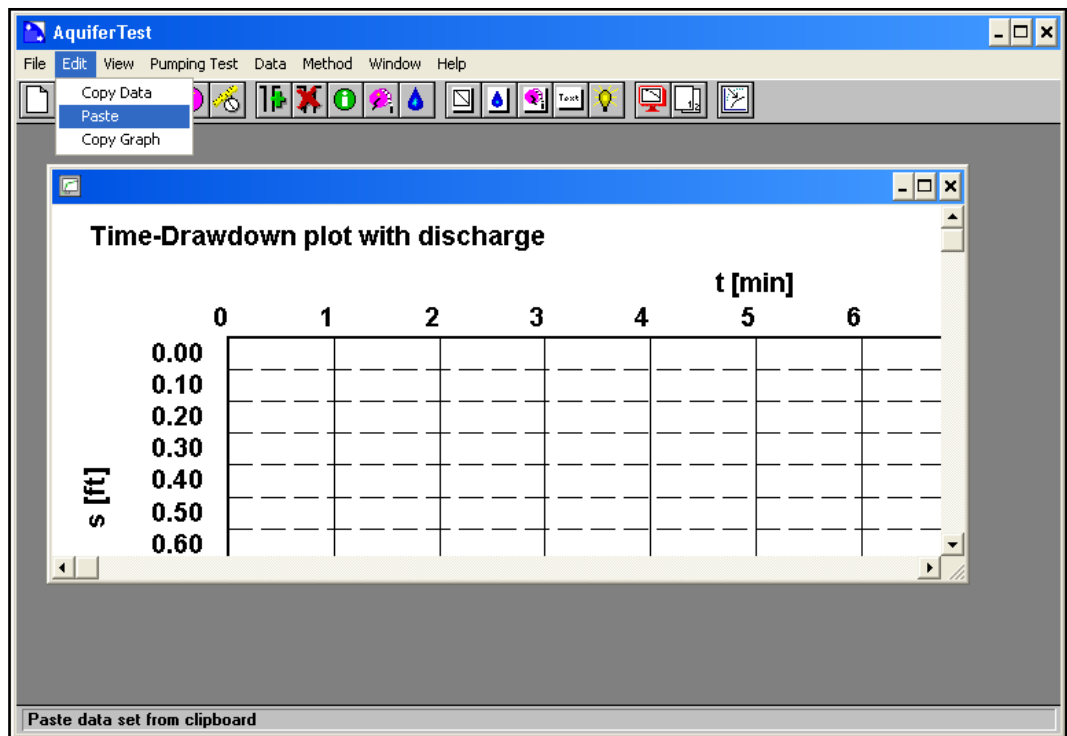 AquiferTest
File Edit View Pumping Test Data Method Window Help
Copy Data
Paste
Copy Graph
Text
Time-Drawdown plot with discharge
t [min]
0 1 2 3 4 5 6
0.00
0.10
0.20
0.30
0.40
0.50
0.60
s [ft]
Paste data set from clipboard